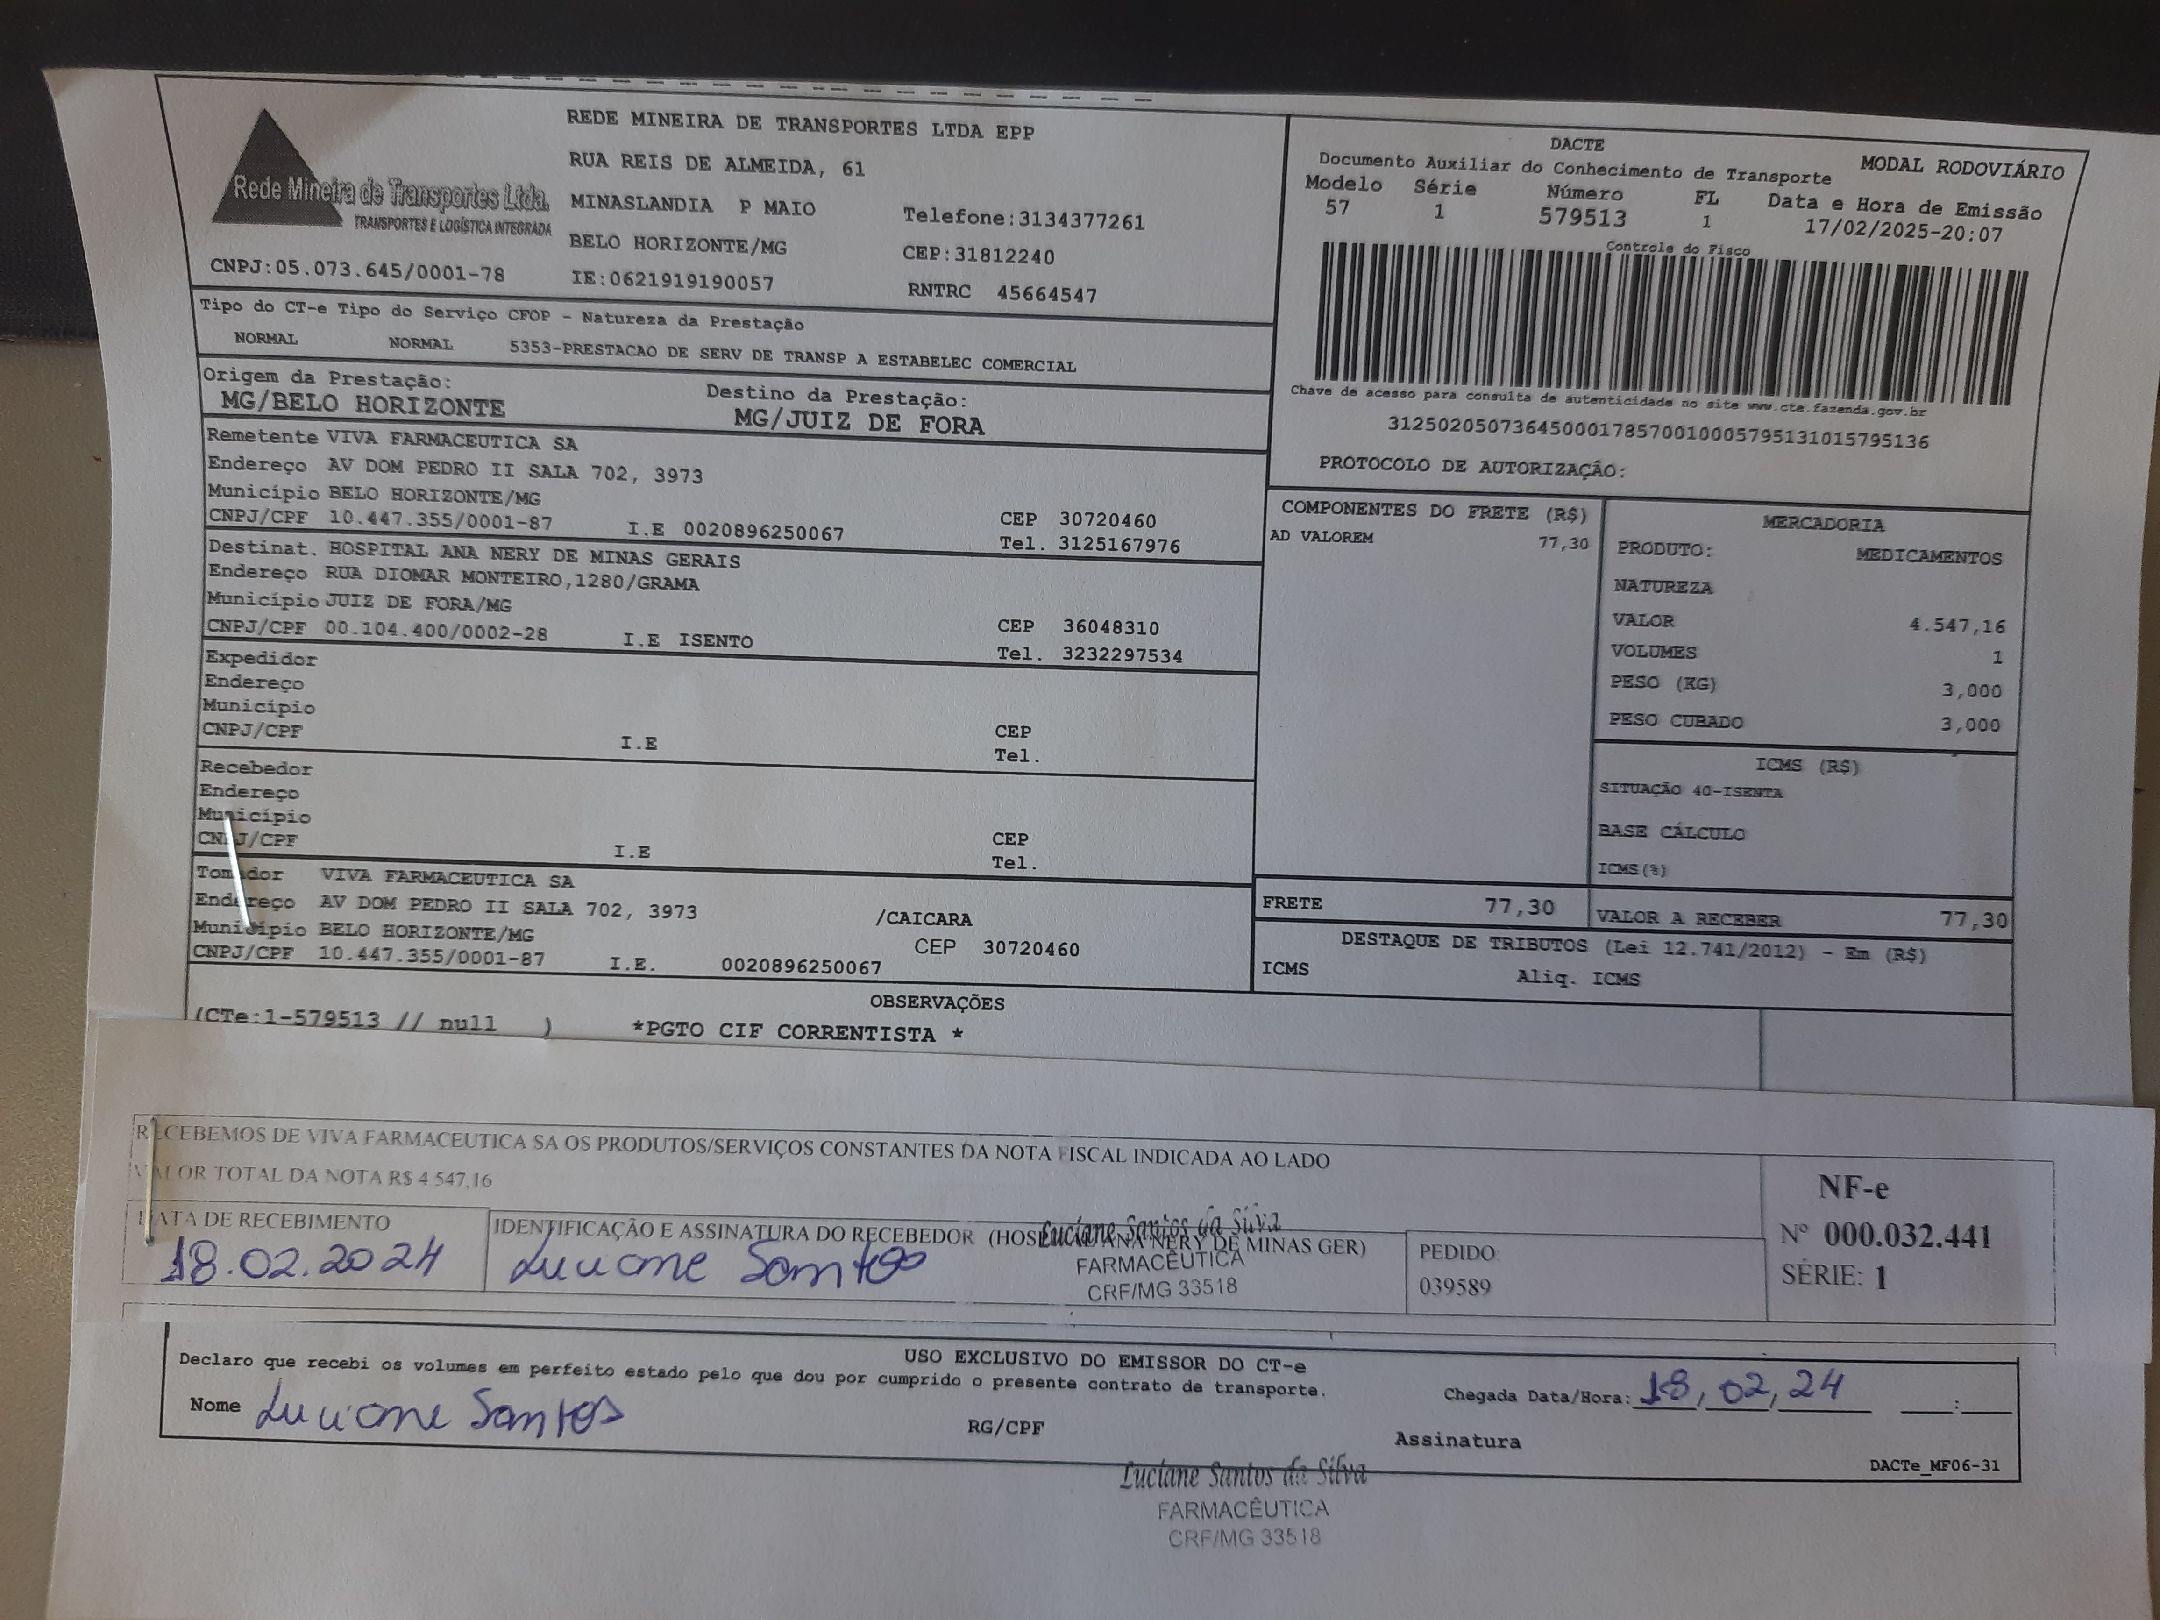 REDE MINEIRA DE TRANSPORTES LTDA EPP
RUA REIS DE ALMEIDA, 61
Rede Mineira de Transportes Ltda.
TRANSPORTES E LOGÍSTICA INTEGRADA
MINASLANDIA P MAIO Telefone:3134377261
BELO HORIZONTE/MG CEP:31812240
CNPJ:05.073.645/0001-78 IE:0621919190057 RNTRC 45664547
DACTE
Documento Auxiliar do Conhecimento de Transporte MODAL RODOVIÁRIO
Modelo Série Número FL Data e Hora de Emissão
57 1 579513 1 17/02/2025-20:07
Controle do Fisco
Chave de acesso para consulta de autenticidade no site www.cte.fazenda.gov.br
31250205073645000178570010005795131015795136
PROTOCOLO DE AUTORIZAÇÃO:
Tipo do CT-e Tipo do Serviço CFOP - Natureza da Prestação
NORMAL NORMAL 5353-PRESTACAO DE SERV DE TRANSP A ESTABELEC COMERCIAL
Origem da Prestação: Destino da Prestação:
MG/BELO HORIZONTE MG/JUIZ DE FORA
Remetente VIVA FARMACEUTICA SA
Endereço AV DOM PEDRO II SALA 702, 3973
Município BELO HORIZONTE/MG CEP 30720460
CNPJ/CPF 10.447.355/0001-87 I.E 0020896250067 Tel. 3125167976
Destinat. HOSPITAL ANA NERY DE MINAS GERAIS
Endereço RUA DIOMAR MONTEIRO,1280/GRAMA
Município JUIZ DE FORA/MG CEP 36048310
CNPJ/CPF 00.104.400/0002-28 I.E ISENTO Tel. 3232297534
Expedidor
Endereço
Município CEP
CNPJ/CPF I.E Tel.
Recebedor
Endereço
Município CEP
CNPJ/CPF I.E Tel.
Tomador VIVA FARMACEUTICA SA
Endereço AV DOM PEDRO II SALA 702, 3973 /CAICARA
Município BELO HORIZONTE/MG CEP 30720460
CNPJ/CPF 10.447.355/0001-87 I.E. 0020896250067
COMPONENTES DO FRETE (R$)
AD VALOREM 77,30
MERCADORIA
PRODUTO: MEDICAMENTOS
NATUREZA
VALOR 4.547,16
VOLUMES 1
PESO (KG) 3,000
PESO CUBADO 3,000
ICMS (R$)
SITUAÇÃO 40-ISENTA
BASE CÁLCULO
ICMS(%)
FRETE 77,30 VALOR A RECEBER 77,30
DESTAQUE DE TRIBUTOS (Lei 12.741/2012) - Em (R$)
ICMS Aliq. ICMS
OBSERVAÇÕES
(CTe:1-579513 // null ) *PGTO CIF CORRENTISTA *
RECEBEMOS DE VIVA FARMACEUTICA SA OS PRODUTOS/SERVIÇOS CONSTANTES DA NOTA FISCAL INDICADA AO LADO
VALOR TOTAL DA NOTA R$ 4 547,16
DATA DE RECEBIMENTO IDENTIFICAÇÃO E ASSINATURA DO RECEBEDOR (HOSPITAL ANA NERY DE MINAS GER)
18.02.2024 Luciane Santos
Luciane Santos da Silva
FARMACÊUTICA
CRF/MG 33518
PEDIDO
039589
NF-e
Nº 000.032.441
SÉRIE: 1
USO EXCLUSIVO DO EMISSOR DO CT-e
Declaro que recebi os volumes em perfeito estado pelo que dou por cumprido o presente contrato de transporte.
Chegada Data/Hora: 18, 02, 24 :
Nome Luciane Santos RG/CPF Assinatura
DACTe_MF06-31
Luciane Santos da Silva
FARMACÊUTICA
CRF/MG 33518